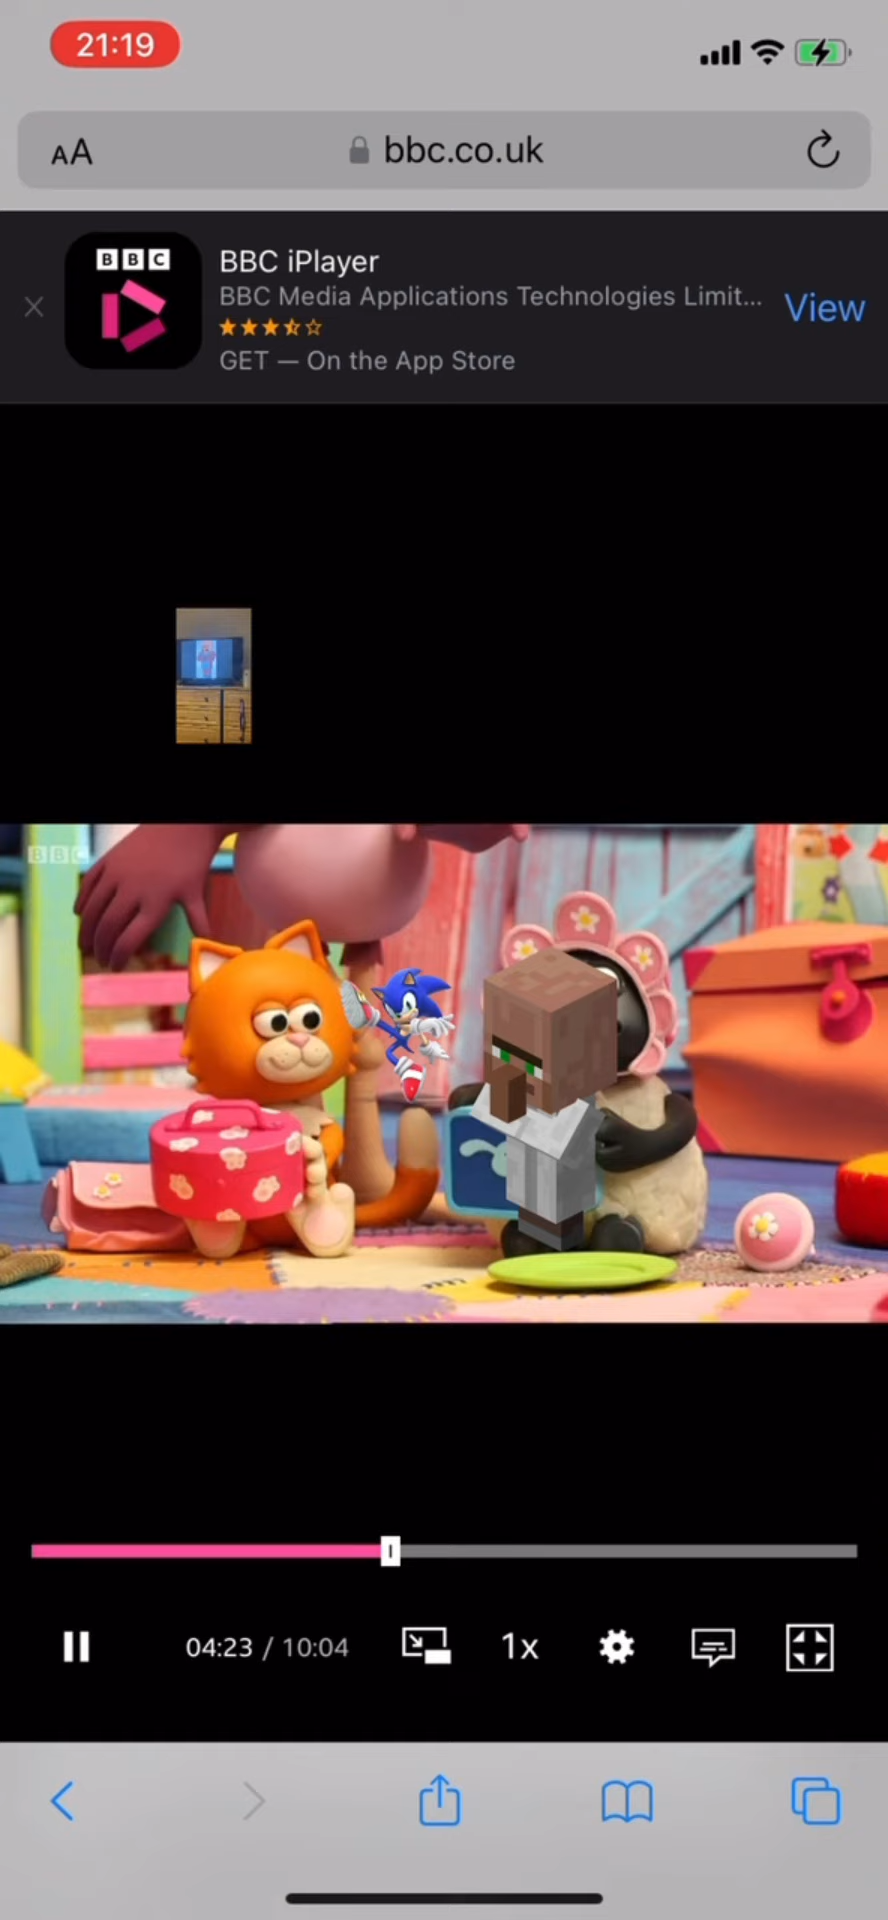 21:19
AA
bbc.co.uk
BBC
BBC iPlayer
BBC Media Applications Technologies Limit...
GET — On the App Store
View
BBC
04:23 / 10:04
1x